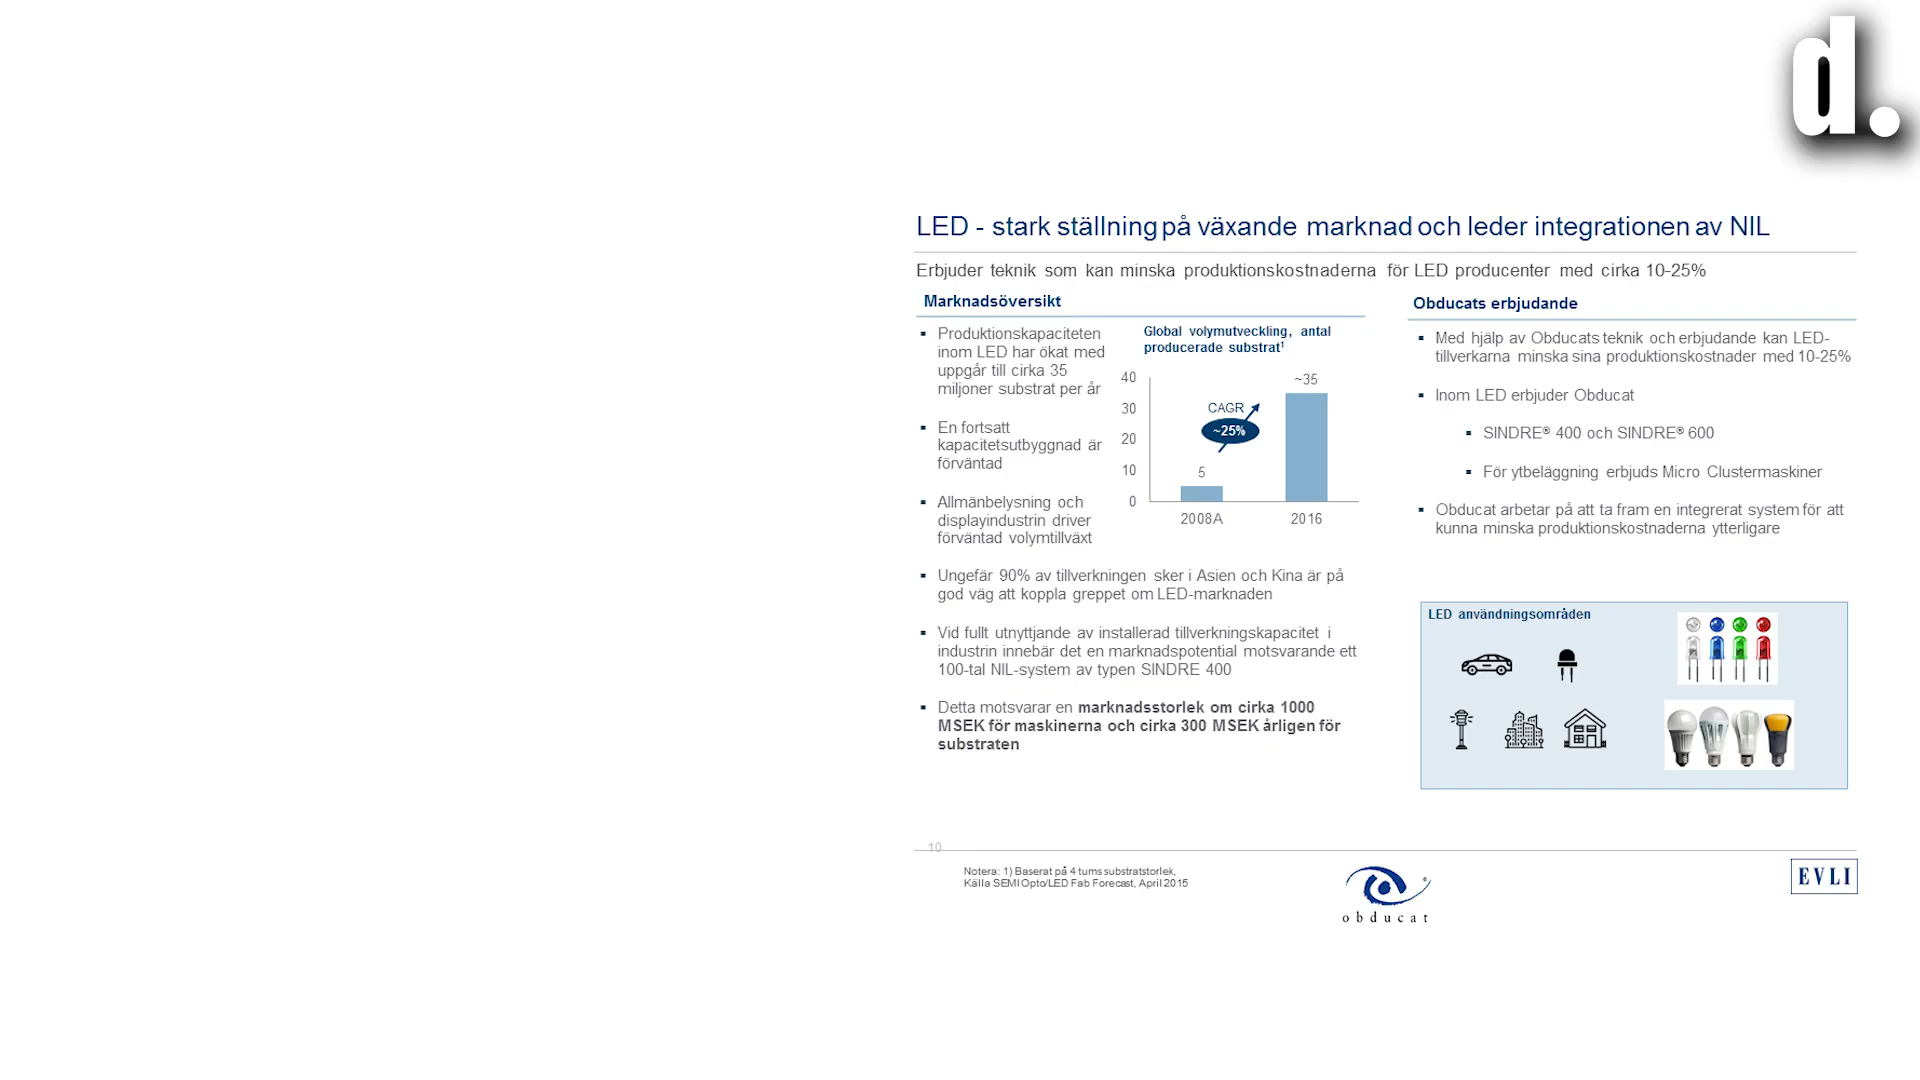 d.
LED - stark ställning på växande marknad och leder integrationen av NIL
Erbjuder teknik som kan minska produktionskostnaderna för LED producenter med cirka 10-25%
Marknadsöversikt
▪ Produktionskapaciteten
inom LED har ökat med
uppgår till cirka 35
miljoner substrat per år
▪ En fortsatt
kapacitetsutbyggnad är
förväntad
▪ Allmänbelysning och
displayindustrin driver
förväntad volymtillväxt
Global volymutveckling, antal
producerade substrat¹
40
30
20
10
0
CAGR
~25%
5
~35
2008A
2016
▪ Ungefär 90% av tillverkningen sker i Asien och Kina är på
god väg att koppla greppet om LED-marknaden
▪ Vid fullt utnyttjande av installerad tillverkningskapacitet i
industrin innebär det en marknadspotential motsvarande ett
100-tal NIL-system av typen SINDRE 400
▪ Detta motsvarar en marknadsstorlek om cirka 1000
MSEK för maskinerna och cirka 300 MSEK årligen för
substraten
Obducats erbjudande
▪ Med hjälp av Obducats teknik och erbjudande kan LED-
tillverkarna minska sina produktionskostnader med 10-25%
▪ Inom LED erbjuder Obducat
▪ SINDRE® 400 och SINDRE® 600
▪ För ytbeläggning erbjuds Micro Clustermaskiner
▪ Obducat arbetar på att ta fram en integrerat system för att
kunna minska produktionskostnaderna ytterligare
LED användningsområden
10
Notera: 1) Baserat på 4 tums substratstorlek,
Källa SEMI Opto/LED Fab Forecast, April 2015
obducat
®
EVLI